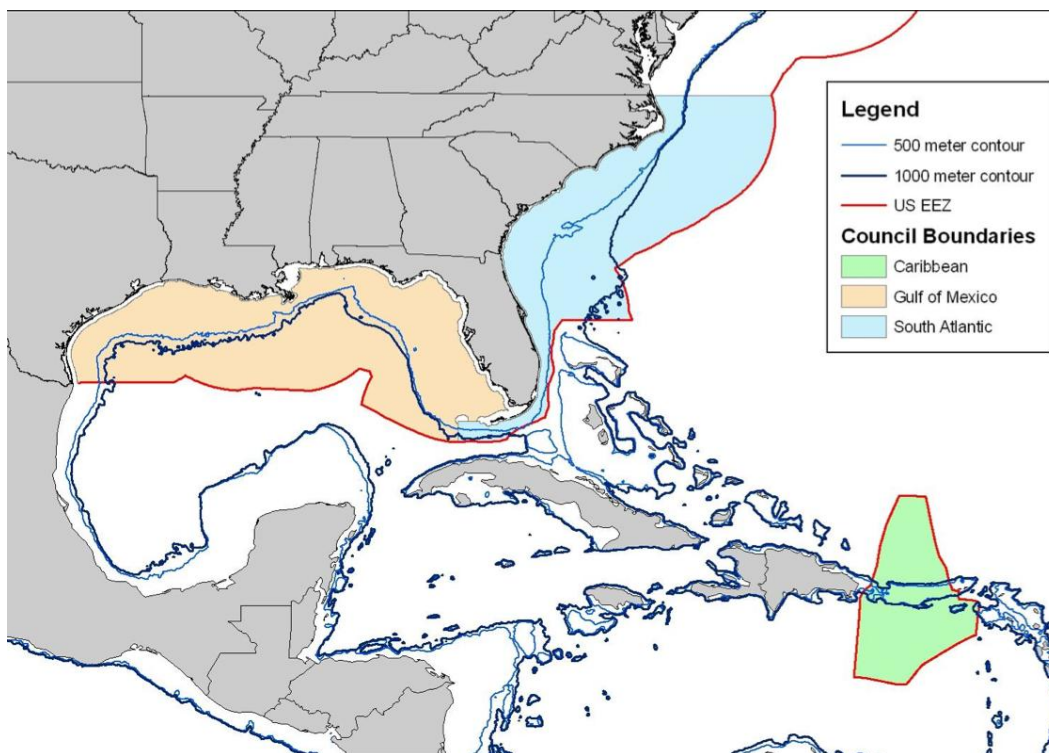 Legend
500 meter contour
1000 meter contour
US EEZ
Council Boundaries
Caribbean
Gulf of Mexico
South Atlantic